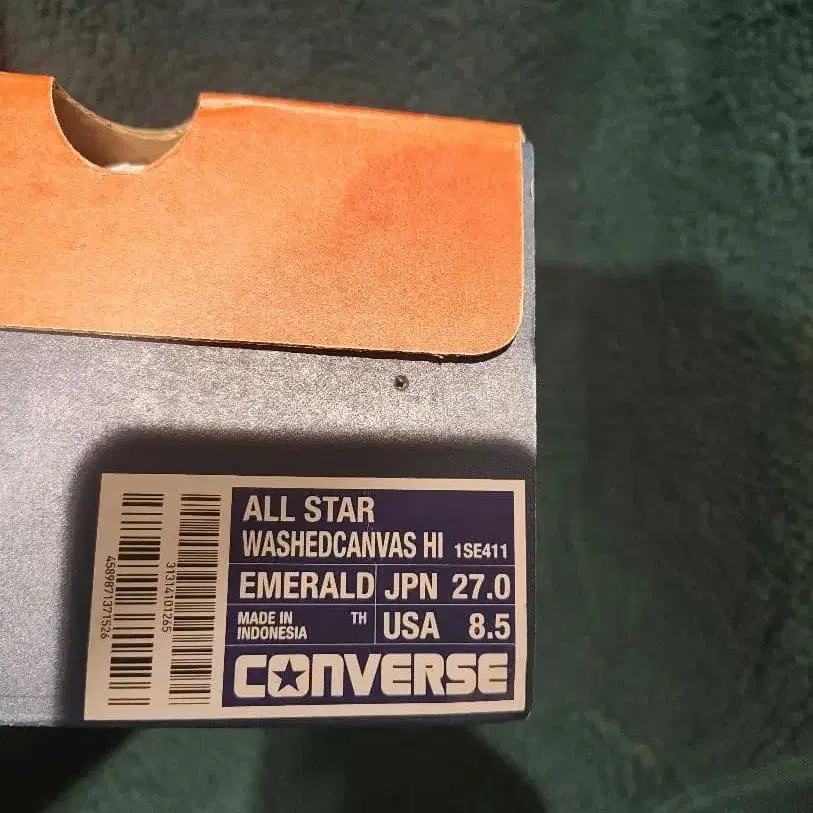 ALL STAR
WASHEDCANVAS HI 1SE411
EMERALD JPN 27.0
MADE IN INDONESIA TH USA 8.5
CONVERSE
4589871371526
31314101265